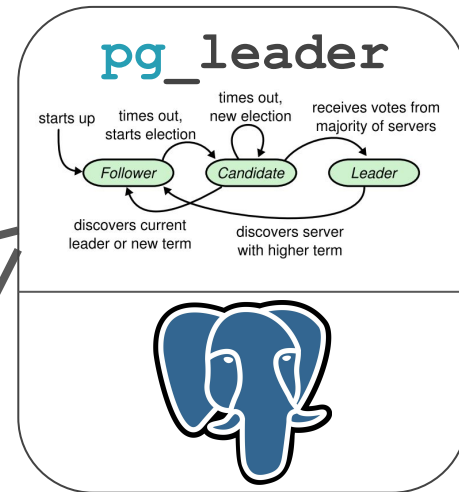 pg_leader
starts up
times out,
starts election
times out,
new election
receives votes from
majority of servers
Follower
Candidate
Leader
discovers current
leader or new term
discovers server
with higher term